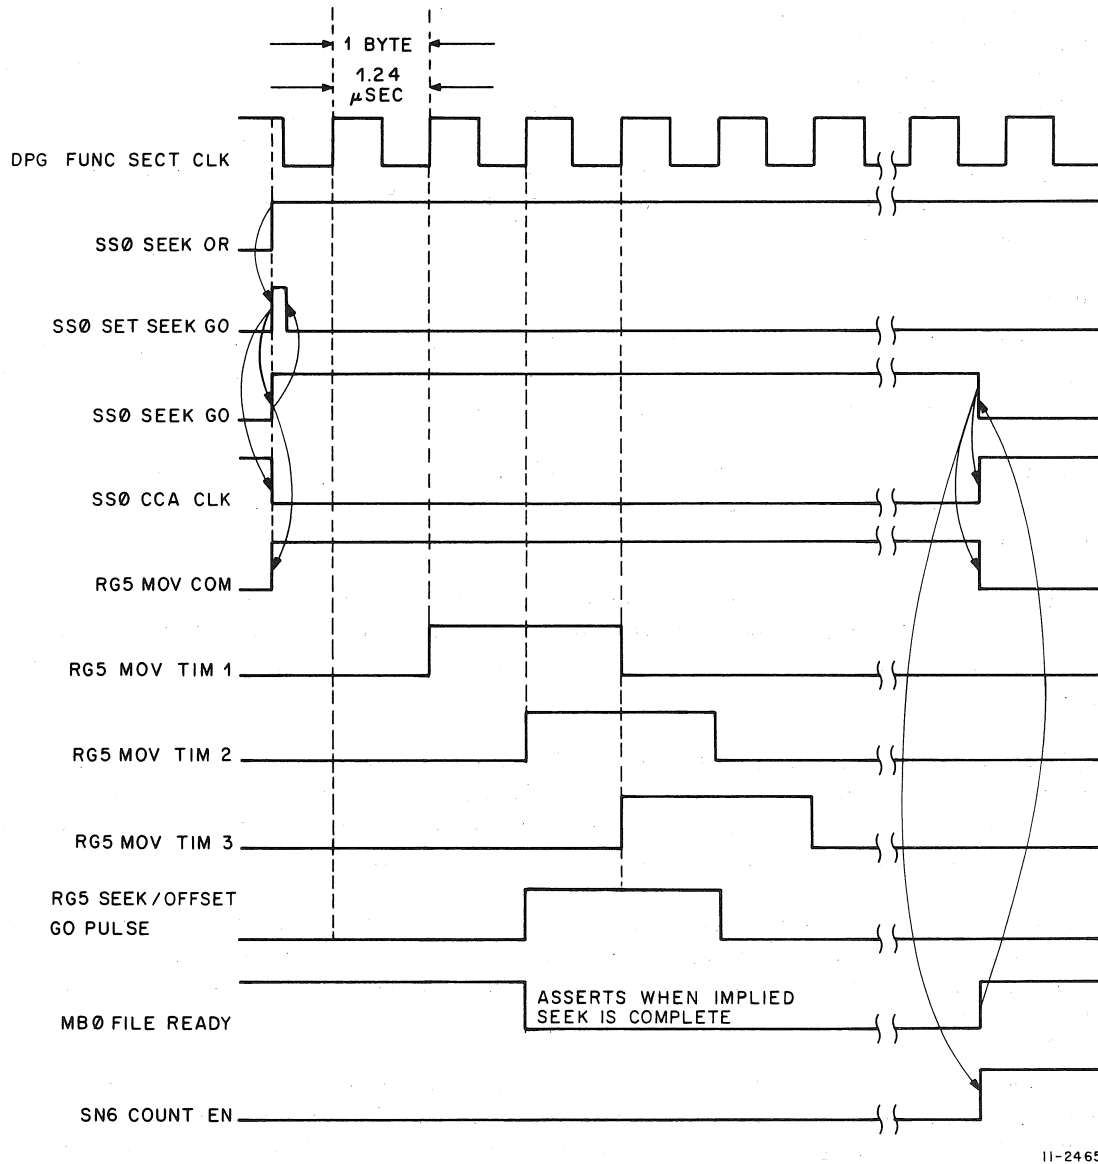 1 BYTE
1.24
μSEC
DPG FUNC SECT CLK
SSØ SEEK OR
SSØ SET SEEK GO
SSØ SEEK GO
SSØ CCA CLK
RG5 MOV COM
RG5 MOV TIM 1
RG5 MOV TIM 2
RG5 MOV TIM 3
RG5 SEEK/OFFSET
GO PULSE
ASSERTS WHEN IMPLIED
SEEK IS COMPLETE
MBØ FILE READY
SN6 COUNT EN
11-2465